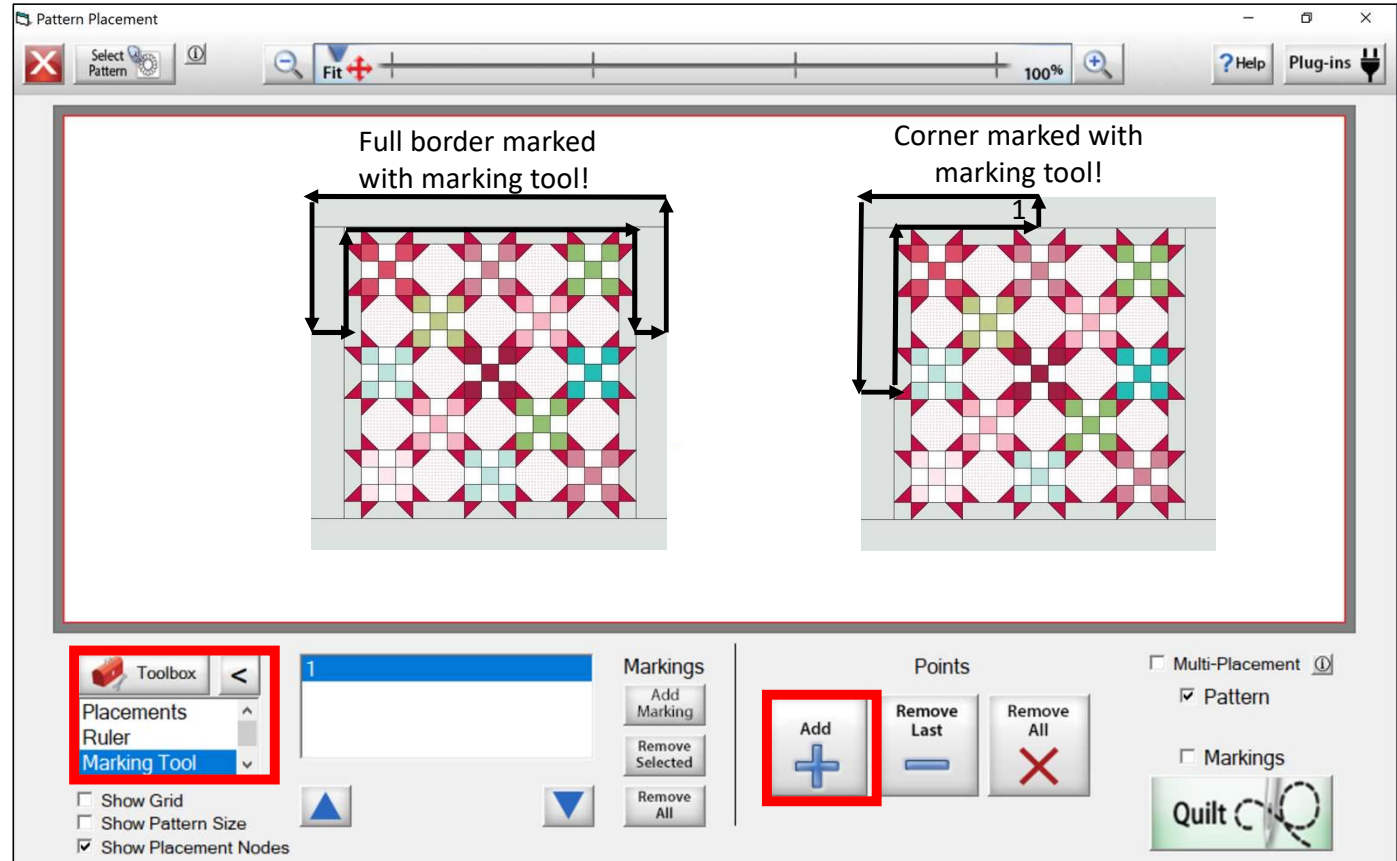 Pattern Placement
Select
Pattern
Fit
100%
?Help
Plug-ins
Full border marked
with marking tool!
Corner marked with
marking tool!
1
Toolbox
<
Placements
Ruler
Marking Tool
Show Grid
Show Pattern Size
Show Placement Nodes
1
Markings
Add
Marking
Remove
Selected
Remove
All
Points
Add
Remove
Last
Remove
All
Multi-Placement
Pattern
Markings
Quilt